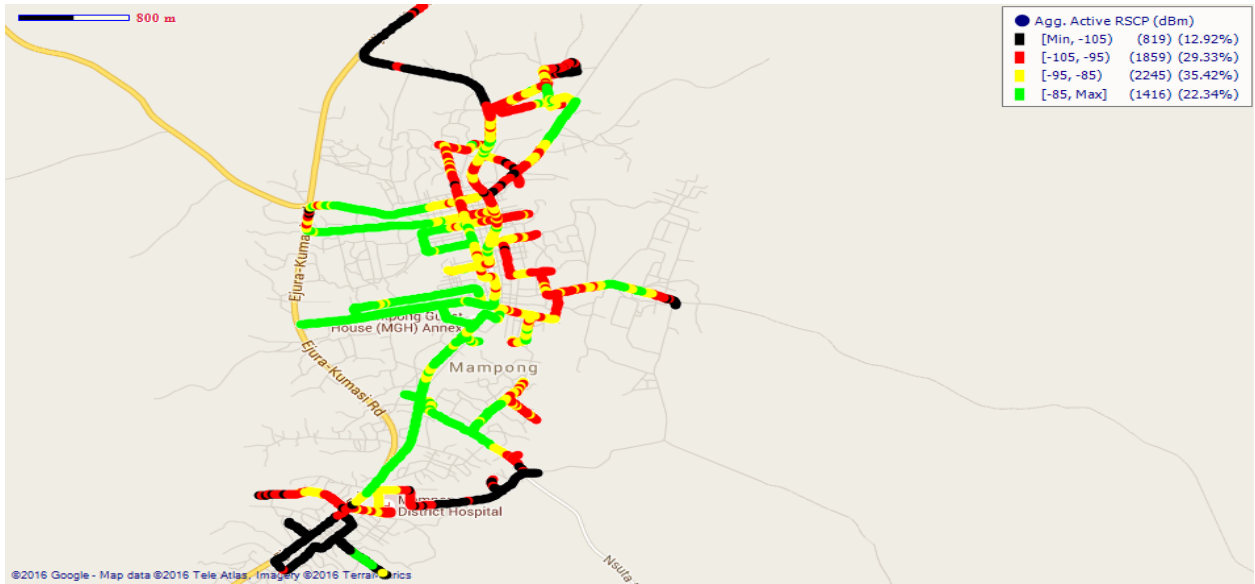 800 m
Agg. Active RSCP (dBm)
[Min, -105) (819) (12.92%)
[-105, -95) (1859) (29.33%)
[-95, -85) (2245) (35.42%)
[-85, Max] (1416) (22.34%)
Ejura-Kumasi
House (MGH) Annex
Ejura-Kumasi Rd
Mampong
District Hospital
Nsuta
©2016 Google - Map data ©2016 Tele Atlas, Imagery ©2016